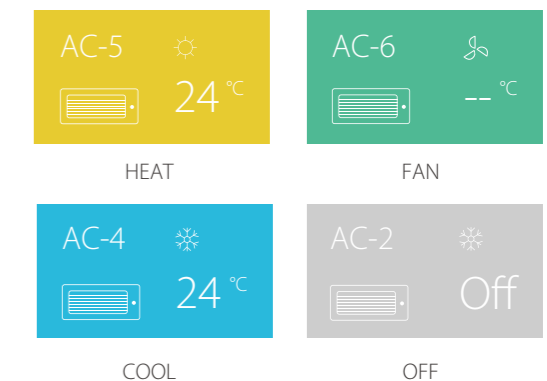 AC-5
24 °C
HEAT
AC-6
-- °C
FAN
AC-4
24 °C
COOL
AC-2
Off
OFF